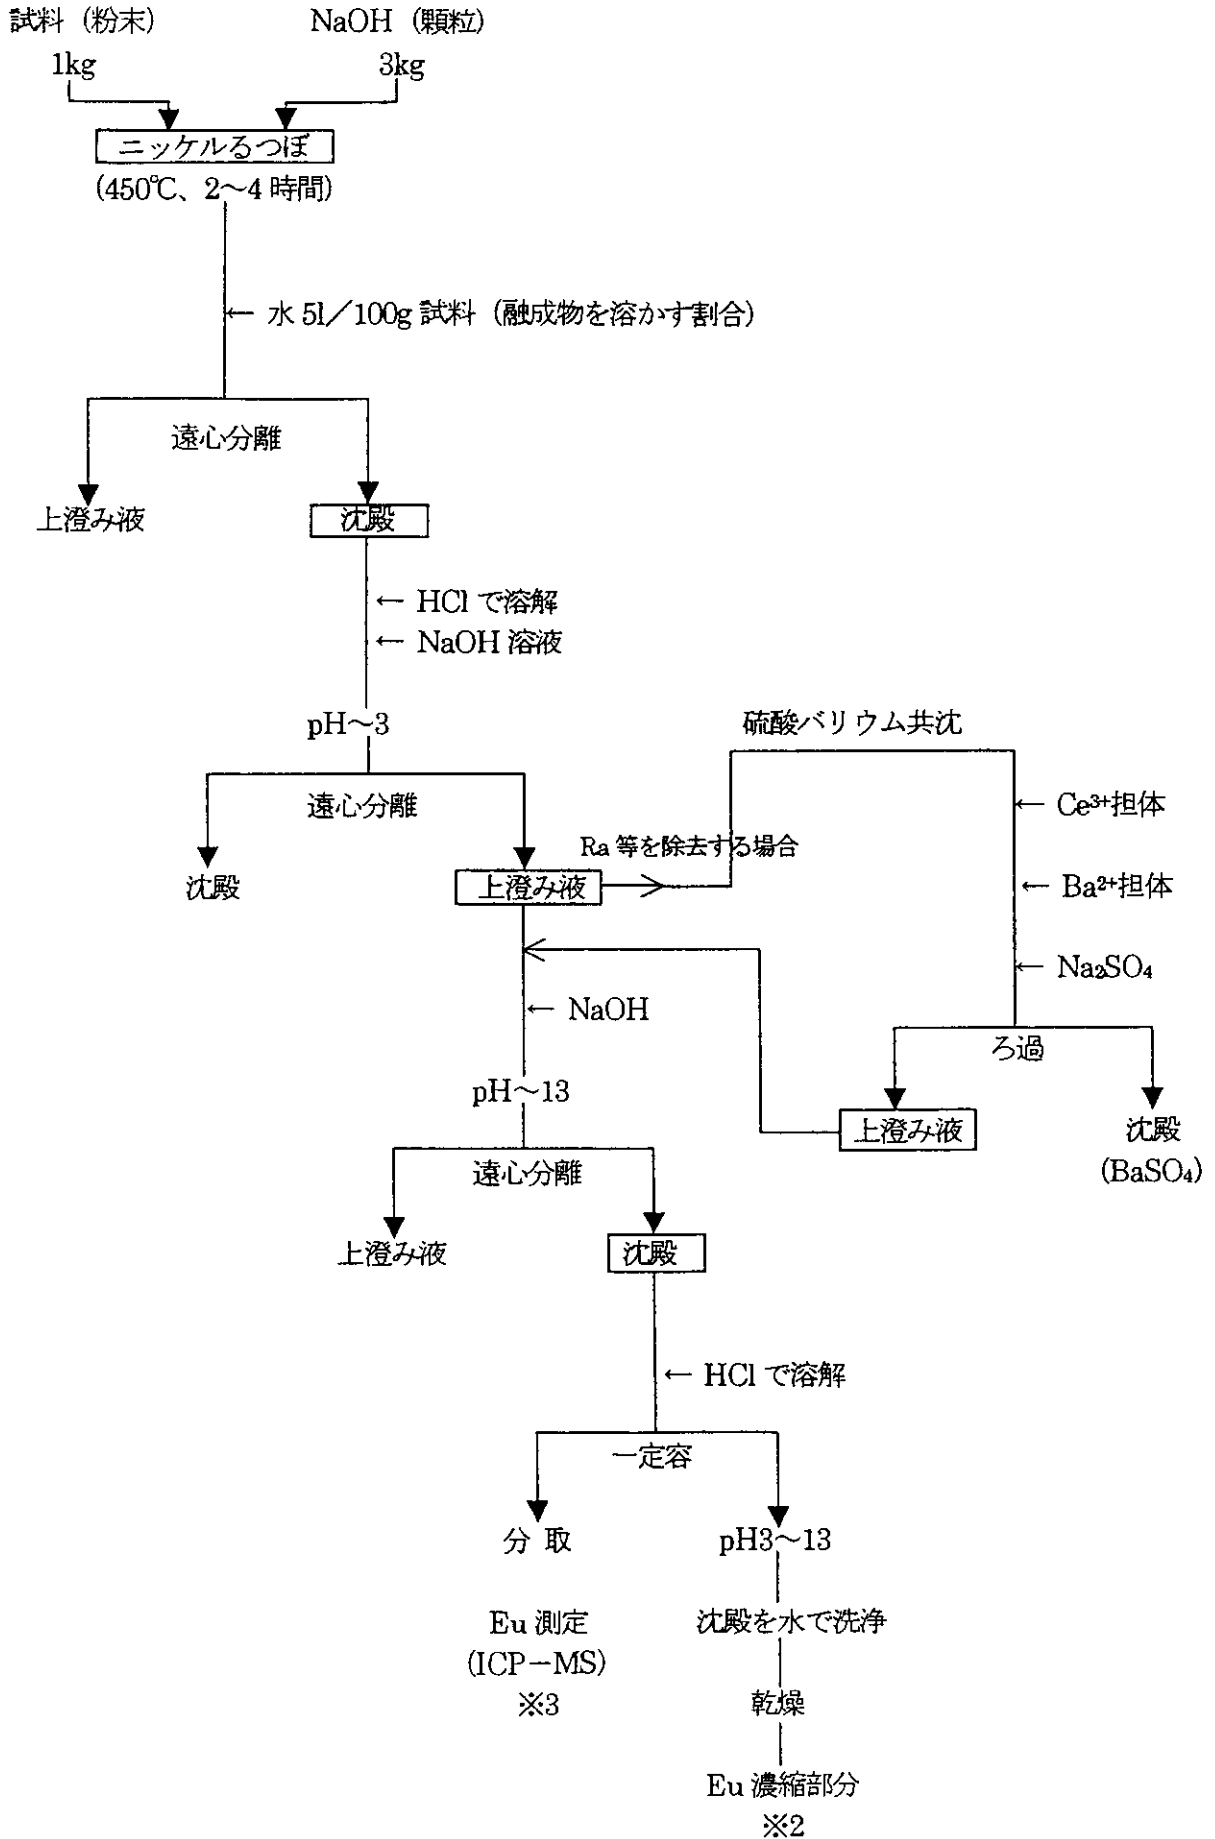 試料（粉末）
NaOH（顆粒）
1kg
3kg
ニッケルるつぼ
(450℃、2～4時間)
← 水 5l／100g 試料（融成物を溶かす割合）
遠心分離
上澄み液
沈殿
← HCl で溶解
← NaOH 溶液
pH～3
遠心分離
沈殿
上澄み液
Ra 等を除去する場合
硫酸バリウム共沈
← Ce³⁺担体
← Ba²⁺担体
← Na₂SO₄
ろ過
上澄み液
沈殿
(BaSO₄)
← NaOH
pH～13
遠心分離
上澄み液
沈殿
← HCl で溶解
一定容
分 取
pH3～13
Eu 測定
(ICP－MS)
※3
沈殿を水で洗浄
乾燥
Eu 濃縮部分
※2